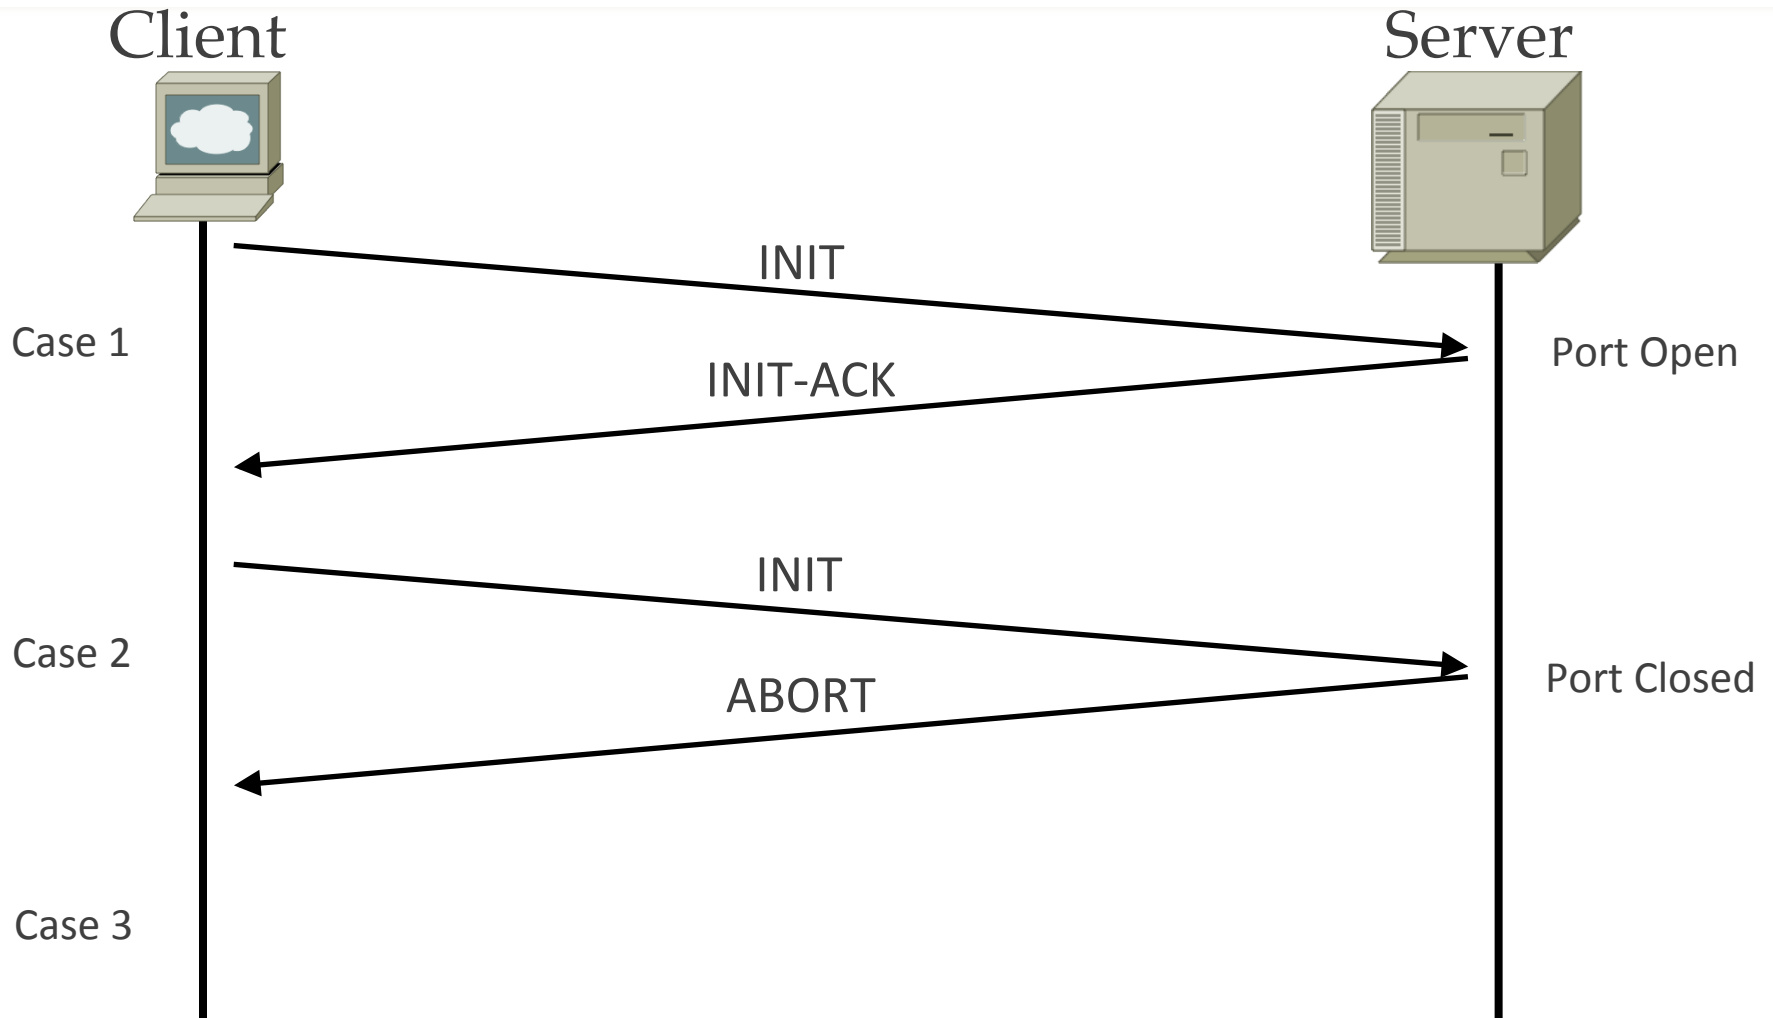 Client
Server
INIT
Case 1
Port Open
INIT-ACK
INIT
Case 2
Port Closed
ABORT
Case 3